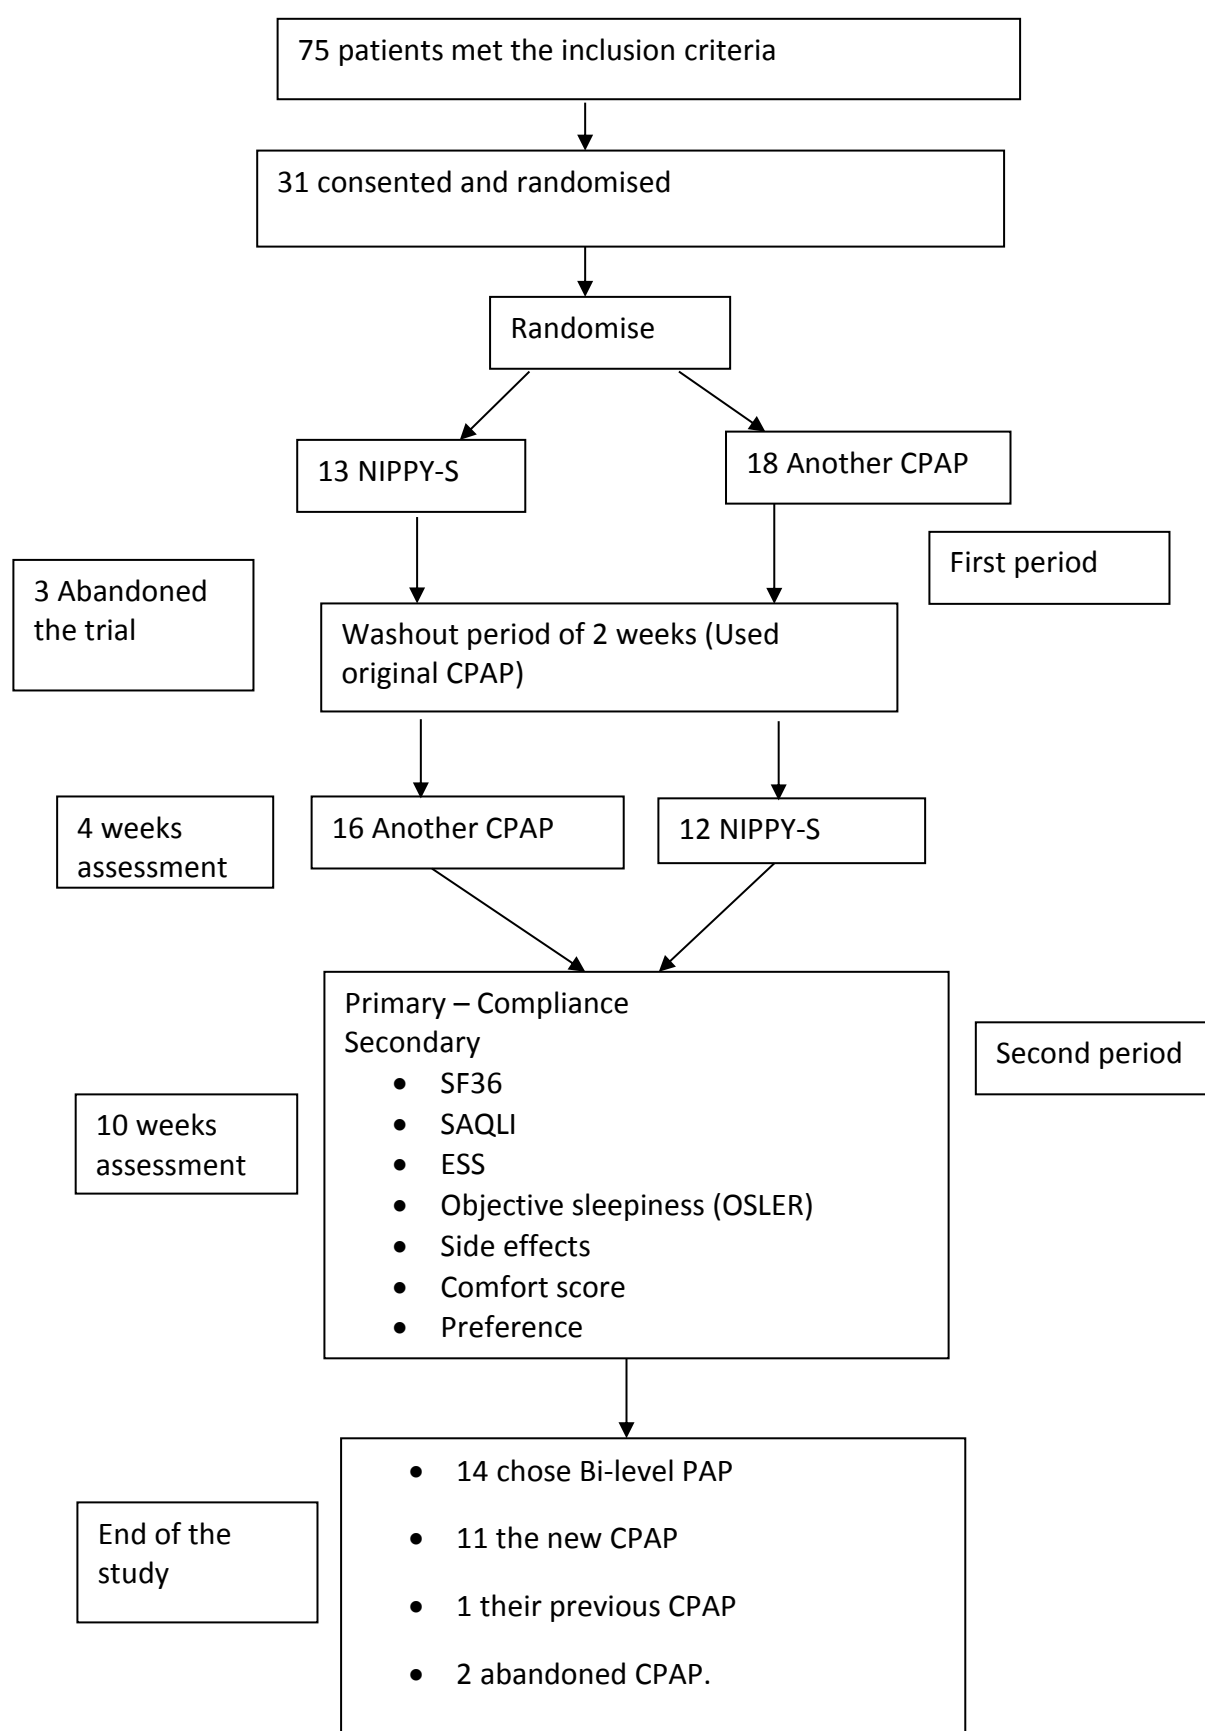 75 patients met the inclusion criteria
31 consented and randomised
Randomise
13 NIPPY-S
18 Another CPAP
First period
3 Abandoned
the trial
Washout period of 2 weeks (Used
original CPAP)
4 weeks
assessment
16 Another CPAP
12 NIPPY-S
Primary – Compliance
Secondary
• SF36
• SAQLI
• ESS
• Objective sleepiness (OSLER)
• Side effects
• Comfort score
• Preference
Second period
10 weeks
assessment
• 14 chose Bi-level PAP
• 11 the new CPAP
• 1 their previous CPAP
• 2 abandoned CPAP.
End of the
study